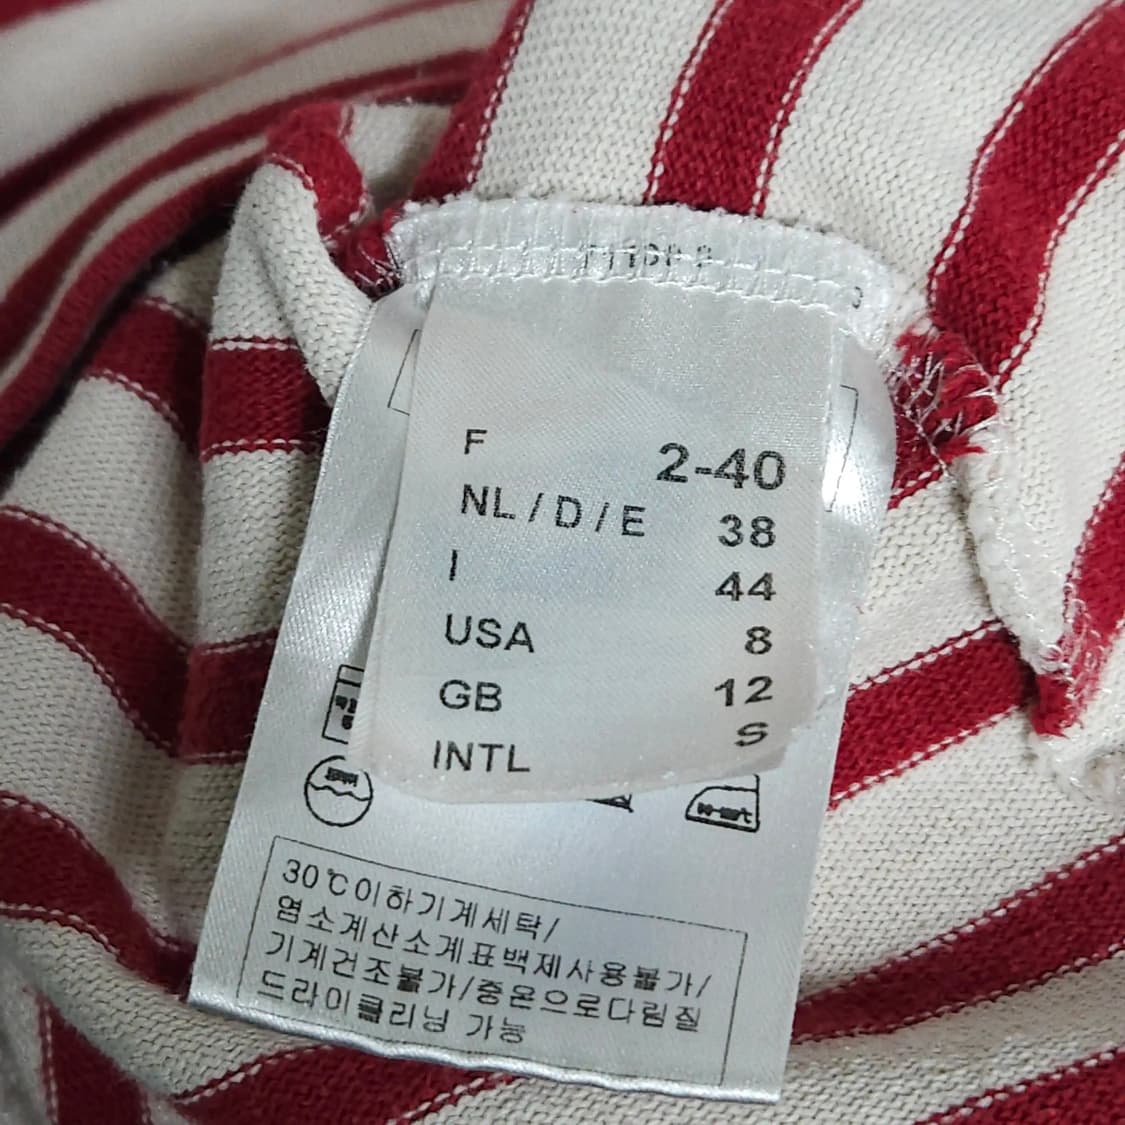 F 2-40
NL / D / E 38
I 44
USA 8
GB 12
INTL S
30℃이하기계세탁/
염소계산소계표백제사용불가/
기계건조불가/중온으로다림질
드라이클리닝 가능